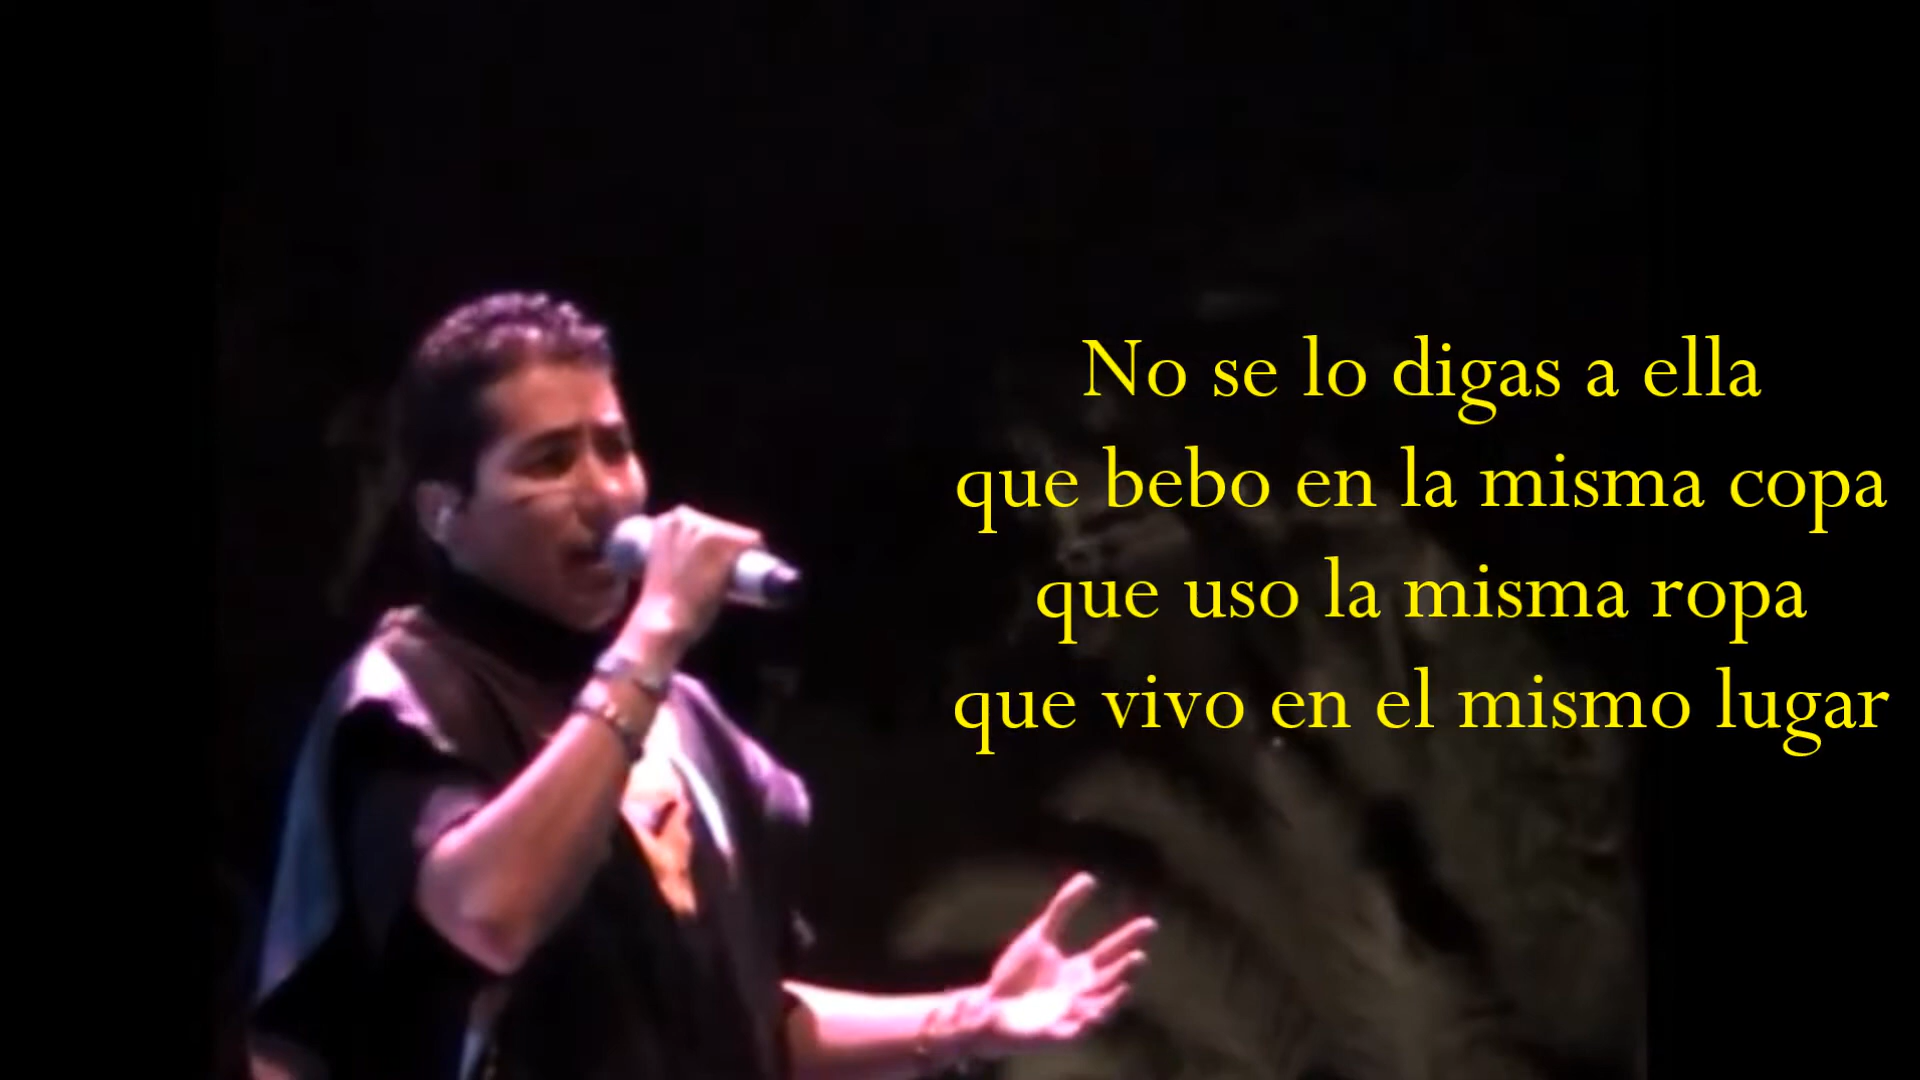 No se lo digas a ella
que bebo en la misma copa
que uso la misma ropa
que vivo en el mismo lugar